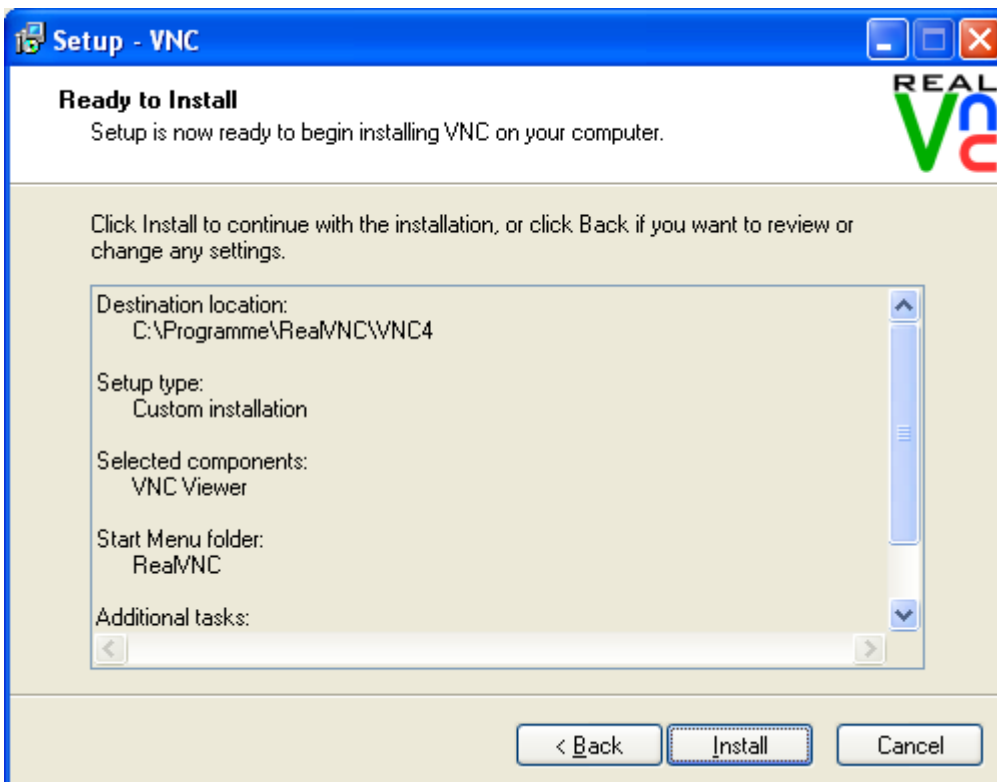 Setup - VNC
REAL
VNC
Ready to Install
Setup is now ready to begin installing VNC on your computer.
Click Install to continue with the installation, or click Back if you want to review or
change any settings.
Destination location:
C:\Programme\RealVNC\VNC4
Setup type:
Custom installation
Selected components:
VNC Viewer
Start Menu folder:
RealVNC
Additional tasks:
< Back
Install
Cancel